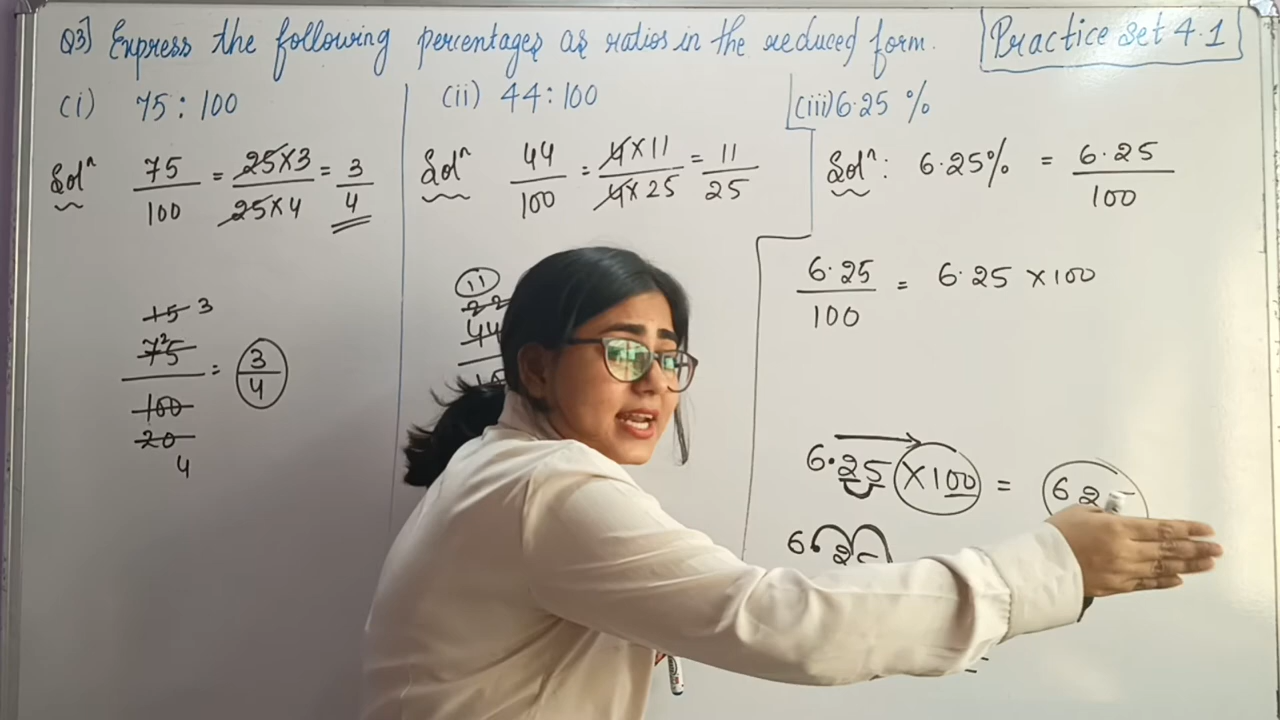 Q3] Express the following percentages as ratios in the reduced form.
Practice Set 4.1
(i) 75 : 100
Solⁿ 75/100 = 25×3/25×4 = 3/4
15 3
75
100
20
4
= 3/4
(ii) 44 : 100
Solⁿ 44/100 = 4×11/4×25 = 11/25
11
22
44
(iii) 6.25 %
Solⁿ: 6.25% = 6.25/100
6.25/100 = 6.25 ×100
6.25 ×100 =